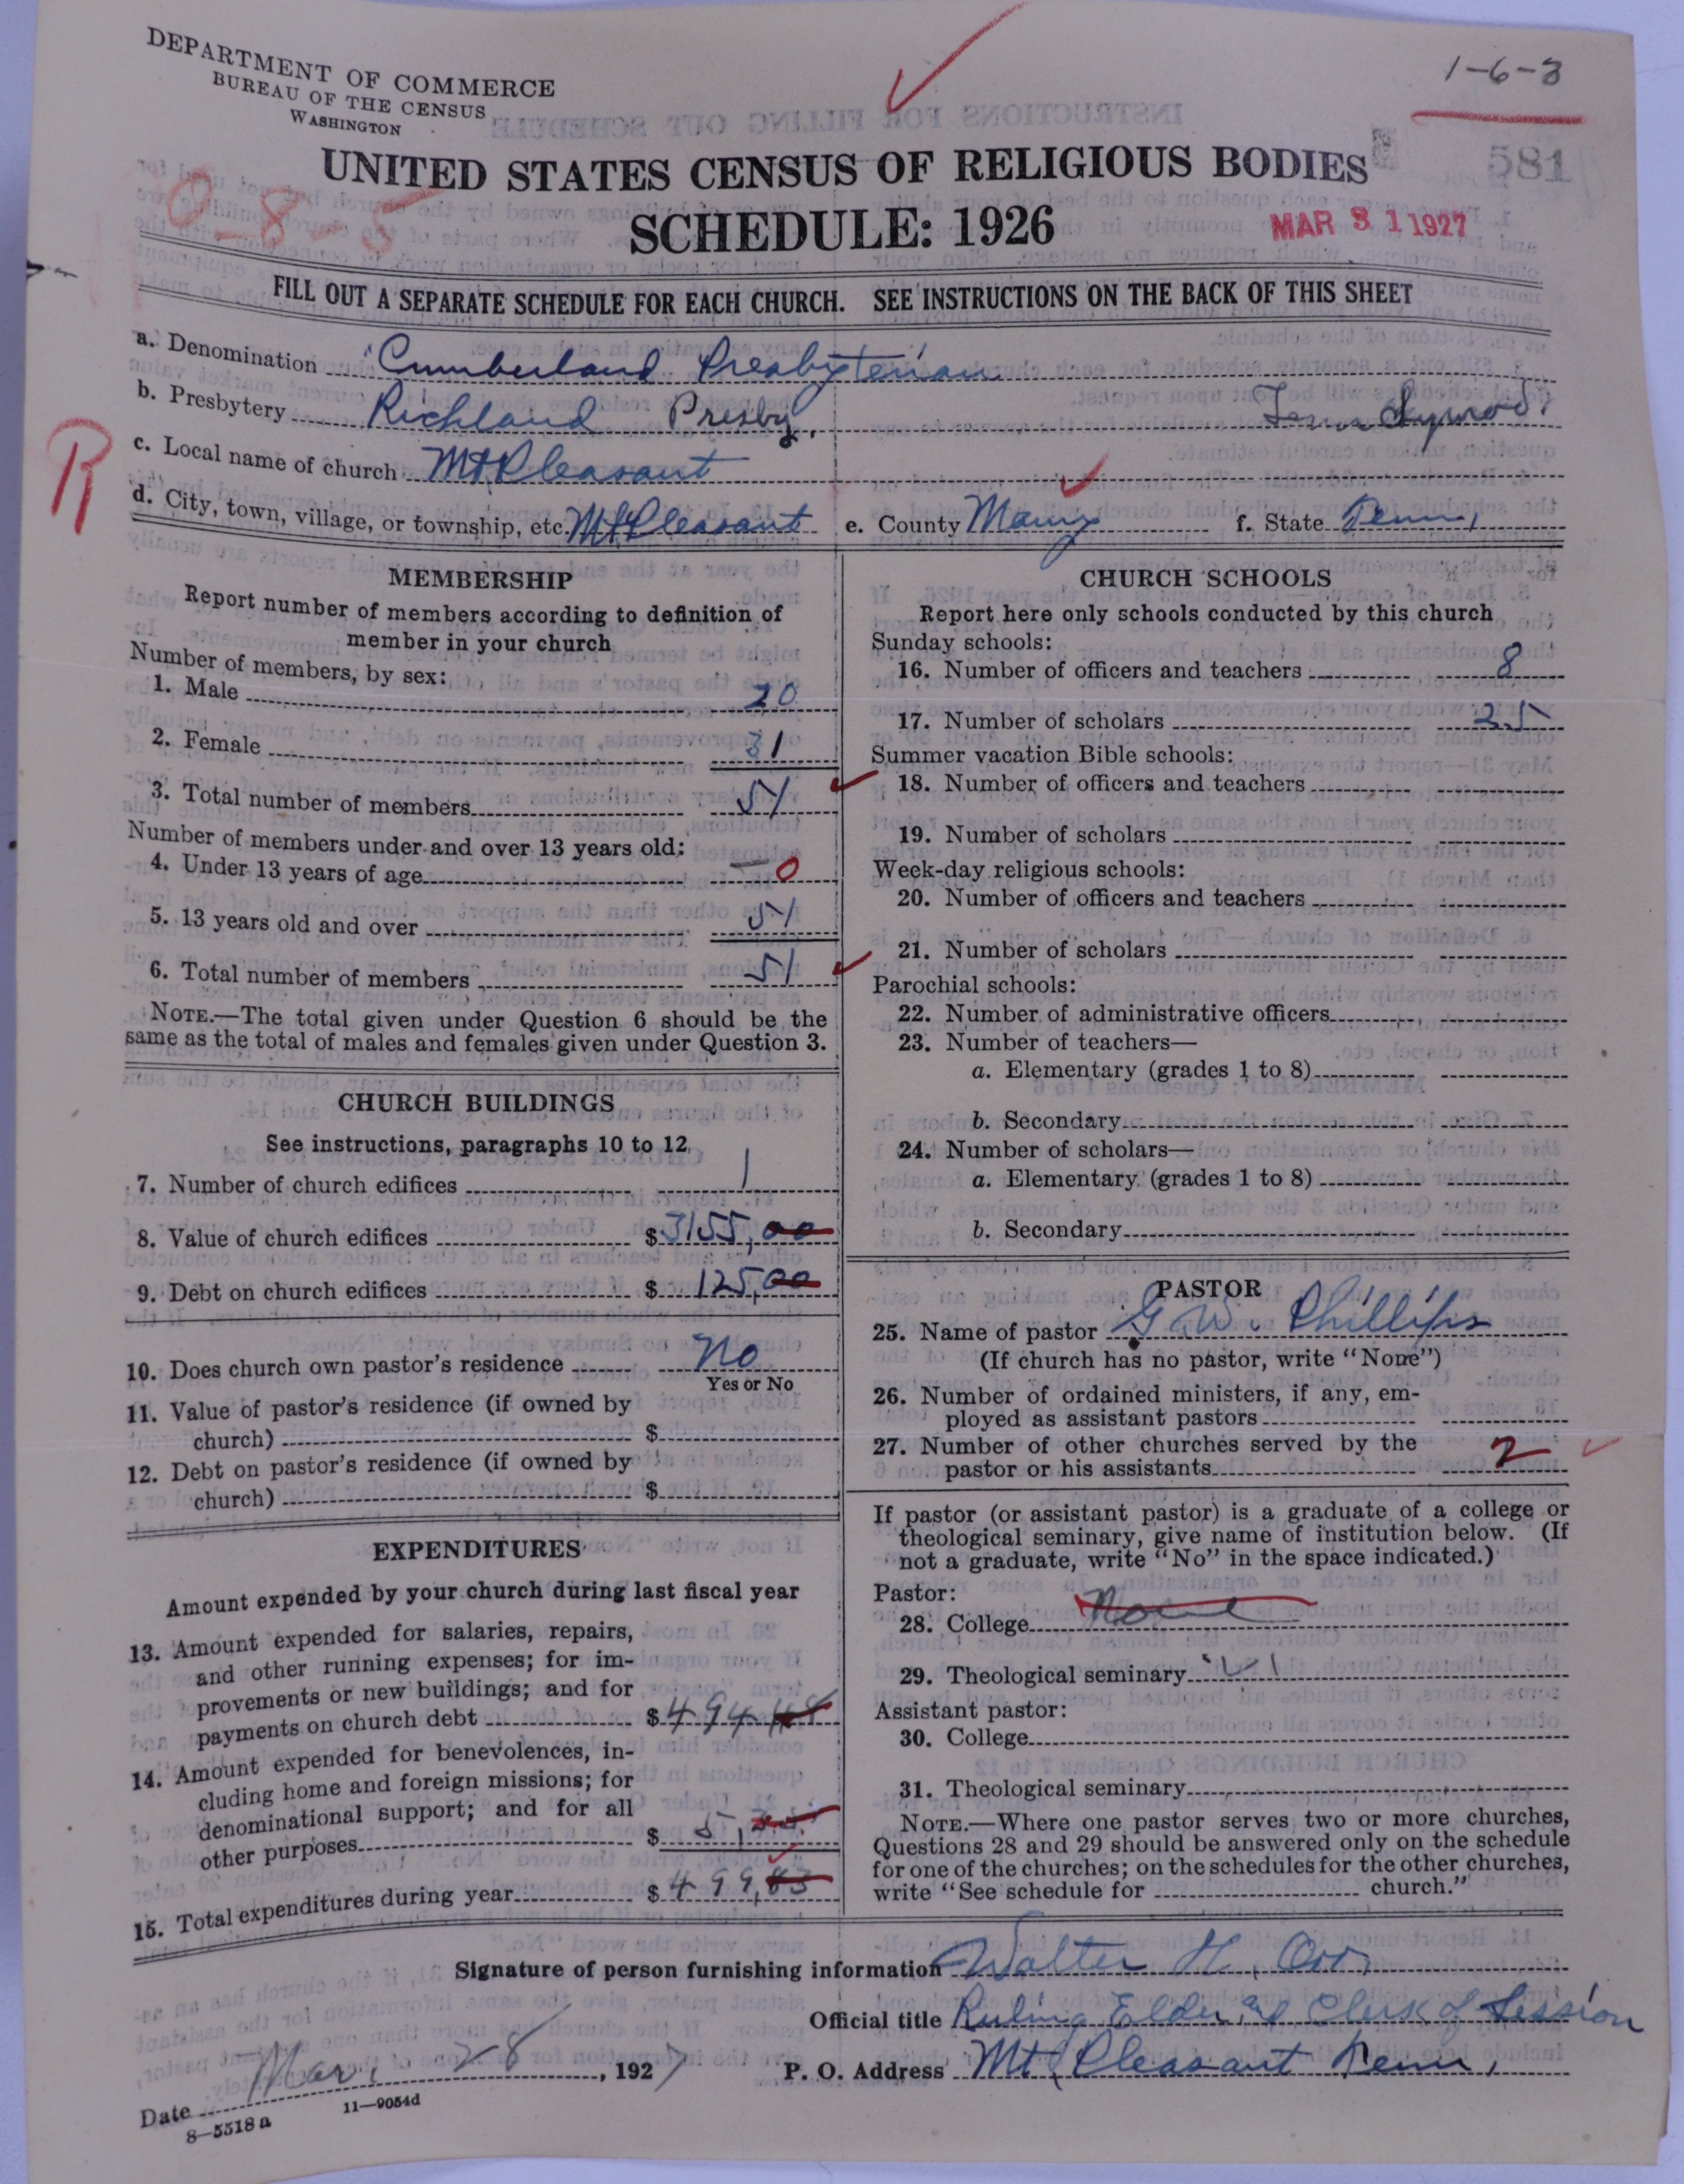 DEPARTMENT OF COMMERCE
BUREAU OF THE CENSUS
WASHINGTON
1-6-3
UNITED STATES CENSUS OF RELIGIOUS BODIES
581
0-8-5
SCHEDULE: 1926
MAR 31 1927
FILL OUT A SEPARATE SCHEDULE FOR EACH CHURCH. SEE INSTRUCTIONS ON THE BACK OF THIS SHEET
a. Denomination Cumberland Presbyterian
b. Presbytery Richland Presby. Tenn Synod.
R
c. Local name of church Mt Pleasant
d. City, town, village, or township, etc. Mt Pleasant e. County Maury f. State Tenn,
MEMBERSHIP
Report number of members according to definition of
member in your church
Number of members, by sex:
1. Male 20
2. Female 31
3. Total number of members 51
Number of members under and over 13 years old:
4. Under 13 years of age 0
5. 13 years old and over 51
6. Total number of members 51
NOTE.—The total given under Question 6 should be the
same as the total of males and females given under Question 3.
CHURCH BUILDINGS
See instructions, paragraphs 10 to 12
7. Number of church edifices 1
8. Value of church edifices $ 3155,00
9. Debt on church edifices $ 125,00
10. Does church own pastor's residence No
Yes or No
11. Value of pastor's residence (if owned by
church) $
12. Debt on pastor's residence (if owned by
church) $
EXPENDITURES
Amount expended by your church during last fiscal year
13. Amount expended for salaries, repairs,
and other running expenses; for im-
provements or new buildings; and for
payments on church debt $ 494
14. Amount expended for benevolences, in-
cluding home and foreign missions; for
denominational support; and for all
other purposes $ 5,
15. Total expenditures during year $ 499,83
CHURCH SCHOOLS
Report here only schools conducted by this church
Sunday schools:
16. Number of officers and teachers 8
17. Number of scholars 25
Summer vacation Bible schools:
18. Number of officers and teachers
19. Number of scholars
Week-day religious schools:
20. Number of officers and teachers
21. Number of scholars
Parochial schools:
22. Number of administrative officers
23. Number of teachers—
a. Elementary (grades 1 to 8)
b. Secondary
24. Number of scholars—
a. Elementary (grades 1 to 8)
b. Secondary
PASTOR
25. Name of pastor G. W. Phillips
(If church has no pastor, write "None")
26. Number of ordained ministers, if any, em-
ployed as assistant pastors
27. Number of other churches served by the
pastor or his assistants 2
If pastor (or assistant pastor) is a graduate of a college or
theological seminary, give name of institution below. (If
not a graduate, write "No" in the space indicated.)
Pastor:
28. College None
29. Theological seminary
Assistant pastor:
30. College
31. Theological seminary
NOTE.—Where one pastor serves two or more churches,
Questions 28 and 29 should be answered only on the schedule
for one of the churches; on the schedules for the other churches,
write "See schedule for church."
Signature of person furnishing information Walter H. Orr,
Official title Ruling Elder, & Clerk of Session
Date Mar. 28, 1927 P. O. Address Mt Pleasant Tenn,
8-5518 a 11—9054d